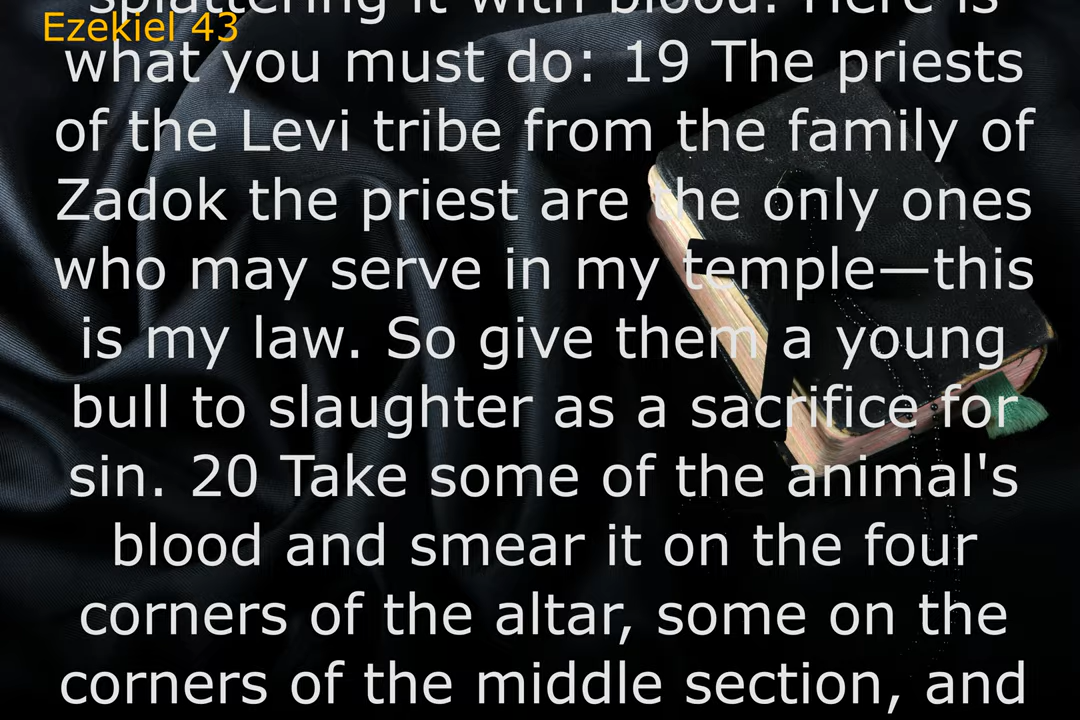 splattering it with blood. Here is
Ezekiel 43
what you must do: 19 The priests
of the Levi tribe from the family of
Zadok the priest are the only ones
who may serve in my temple—this
is my law. So give them a young
bull to slaughter as a sacrifice for
sin. 20 Take some of the animal's
blood and smear it on the four
corners of the altar, some on the
corners of the middle section, and